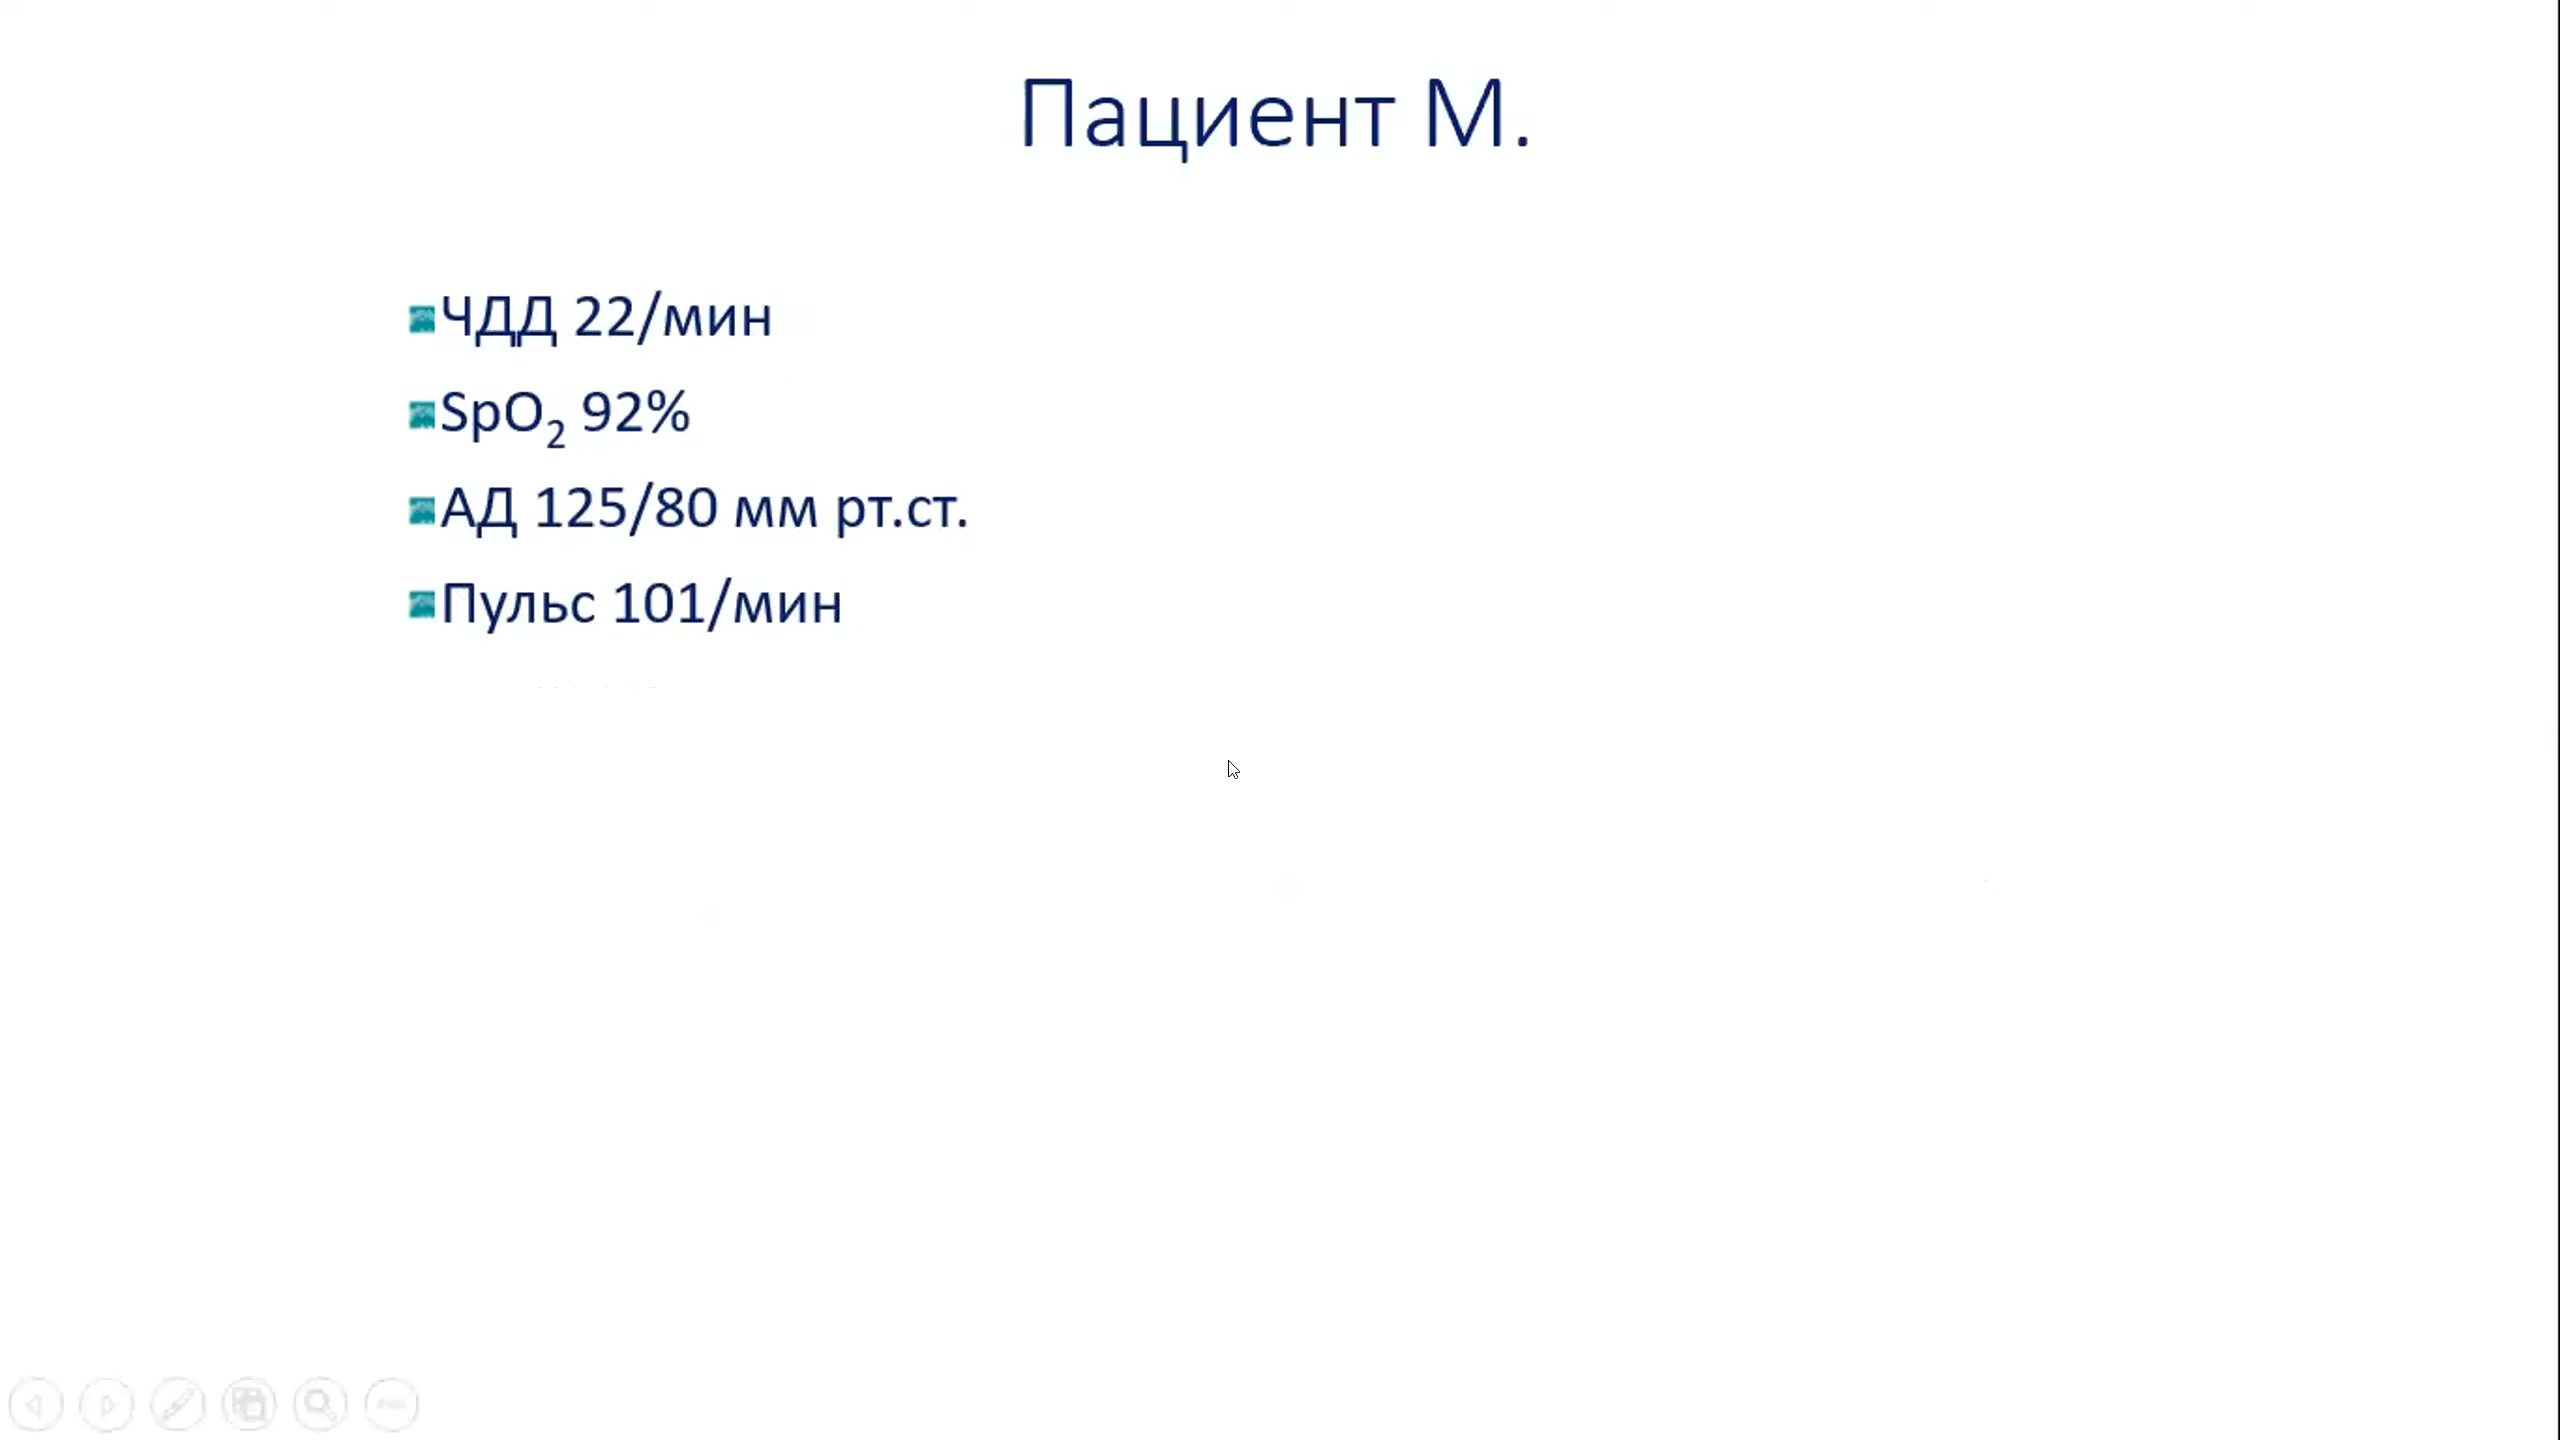 Пациент М.
ЧДД 22/мин
SpO₂ 92%
АД 125/80 мм рт.ст.
Пульс 101/мин